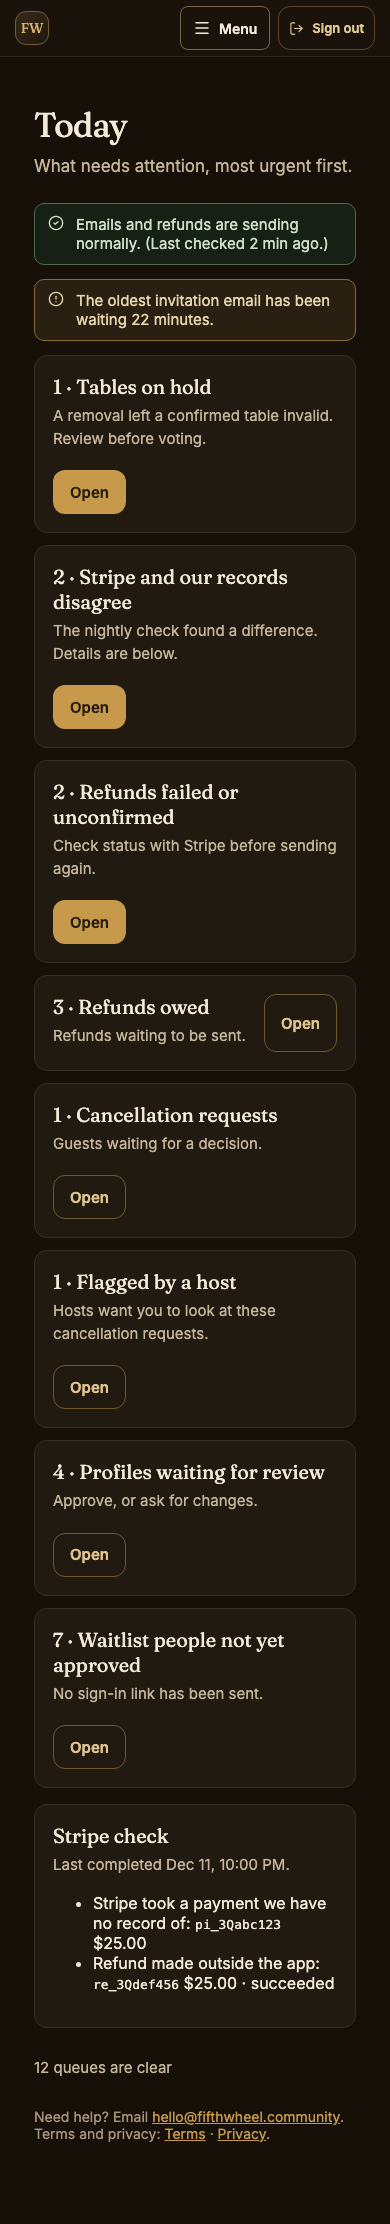 FW
Menu
Sign out
Today
What needs attention, most urgent first.
Emails and refunds are sending
normally. (Last checked 2 min ago.)
The oldest invitation email has been
waiting 22 minutes.
1 · Tables on hold
A removal left a confirmed table invalid.
Review before voting.
Open
2 · Stripe and our records
disagree
The nightly check found a difference.
Details are below.
Open
2 · Refunds failed or
unconfirmed
Check status with Stripe before sending
again.
Open
3 · Refunds owed
Refunds waiting to be sent.
Open
1 · Cancellation requests
Guests waiting for a decision.
Open
1 · Flagged by a host
Hosts want you to look at these
cancellation requests.
Open
4 · Profiles waiting for review
Approve, or ask for changes.
Open
7 · Waitlist people not yet
approved
No sign-in link has been sent.
Open
Stripe check
Last completed Dec 11, 10:00 PM.
• Stripe took a payment we have
no record of: pi_3Qabc123
$25.00
• Refund made outside the app:
re_3Qdef456 $25.00 · succeeded
12 queues are clear
Need help? Email hello@fifthwheel.community.
Terms and privacy: Terms · Privacy.